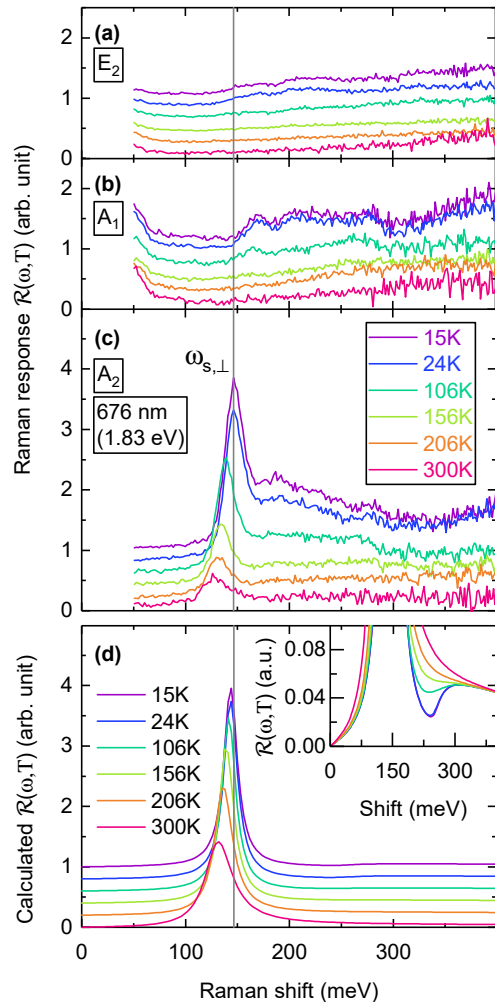 (a)
E2
2
1
0
(b)
A1
2
1
0
Raman response R(ω,T) (arb. unit)
(c)
A2
676 nm
(1.83 eV)
ωs,⊥
15K
24K
106K
156K
206K
300K
4
3
2
1
0
(d)
15K
24K
106K
156K
206K
300K
4
3
2
1
0
Calculated R(ω,T) (arb. unit)
R(ω,T) (a.u.)
0.08
0.04
0.00
0
150
300
Shift (meV)
0
100
200
300
Raman shift (meV)